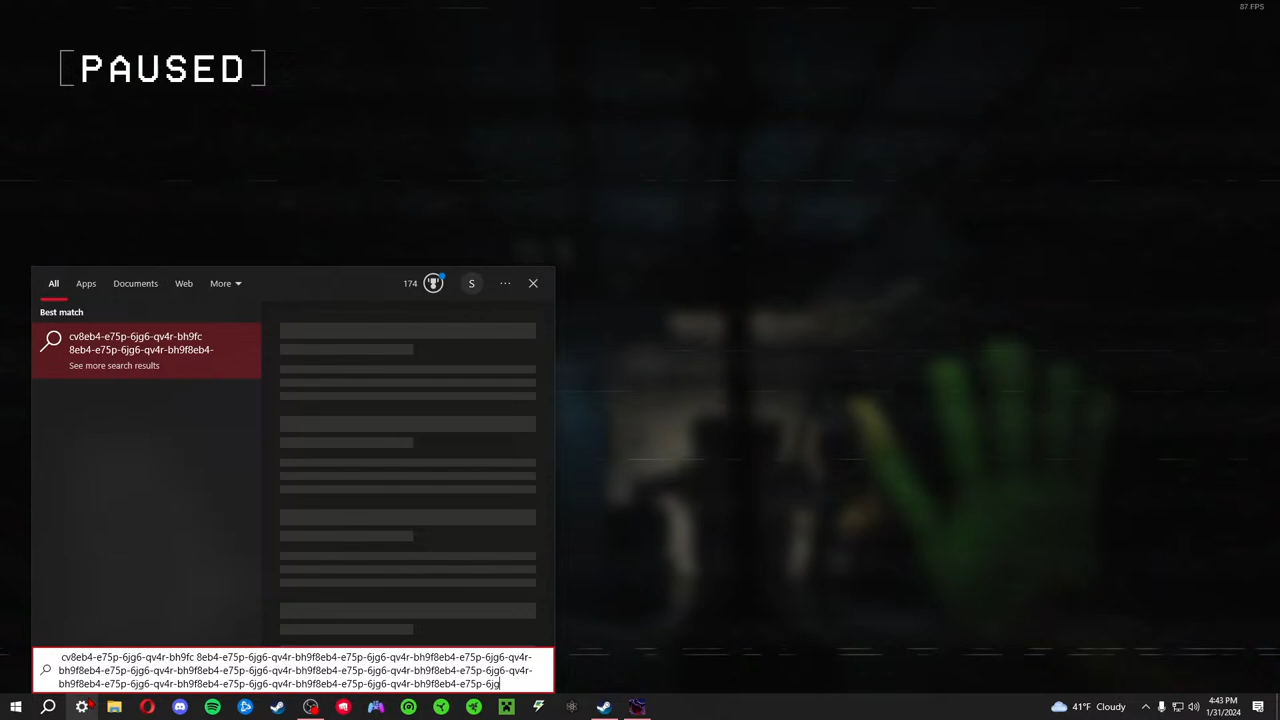 87 FPS
PAUSED
All Apps Documents Web More 174 S
Best match
cv8eb4-e75p-6jg6-qv4r-bh9fc
8eb4-e75p-6jg6-qv4r-bh9f8eb4-
See more search results
cv8eb4-e75p-6jg6-qv4r-bh9fc 8eb4-e75p-6jg6-qv4r-bh9f8eb4-e75p-6jg6-qv4r-bh9f8eb4-e75p-6jg6-qv4r-
bh9f8eb4-e75p-6jg6-qv4r-bh9f8eb4-e75p-6jg6-qv4r-bh9f8eb4-e75p-6jg6-qv4r-bh9f8eb4-e75p-6jg6-qv4r-
bh9f8eb4-e75p-6jg6-qv4r-bh9f8eb4-e75p-6jg6-qv4r-bh9f8eb4-e75p-6jg6-qv4r-bh9f8eb4-e75p-6jg
41°F Cloudy
4:43 PM
1/31/2024